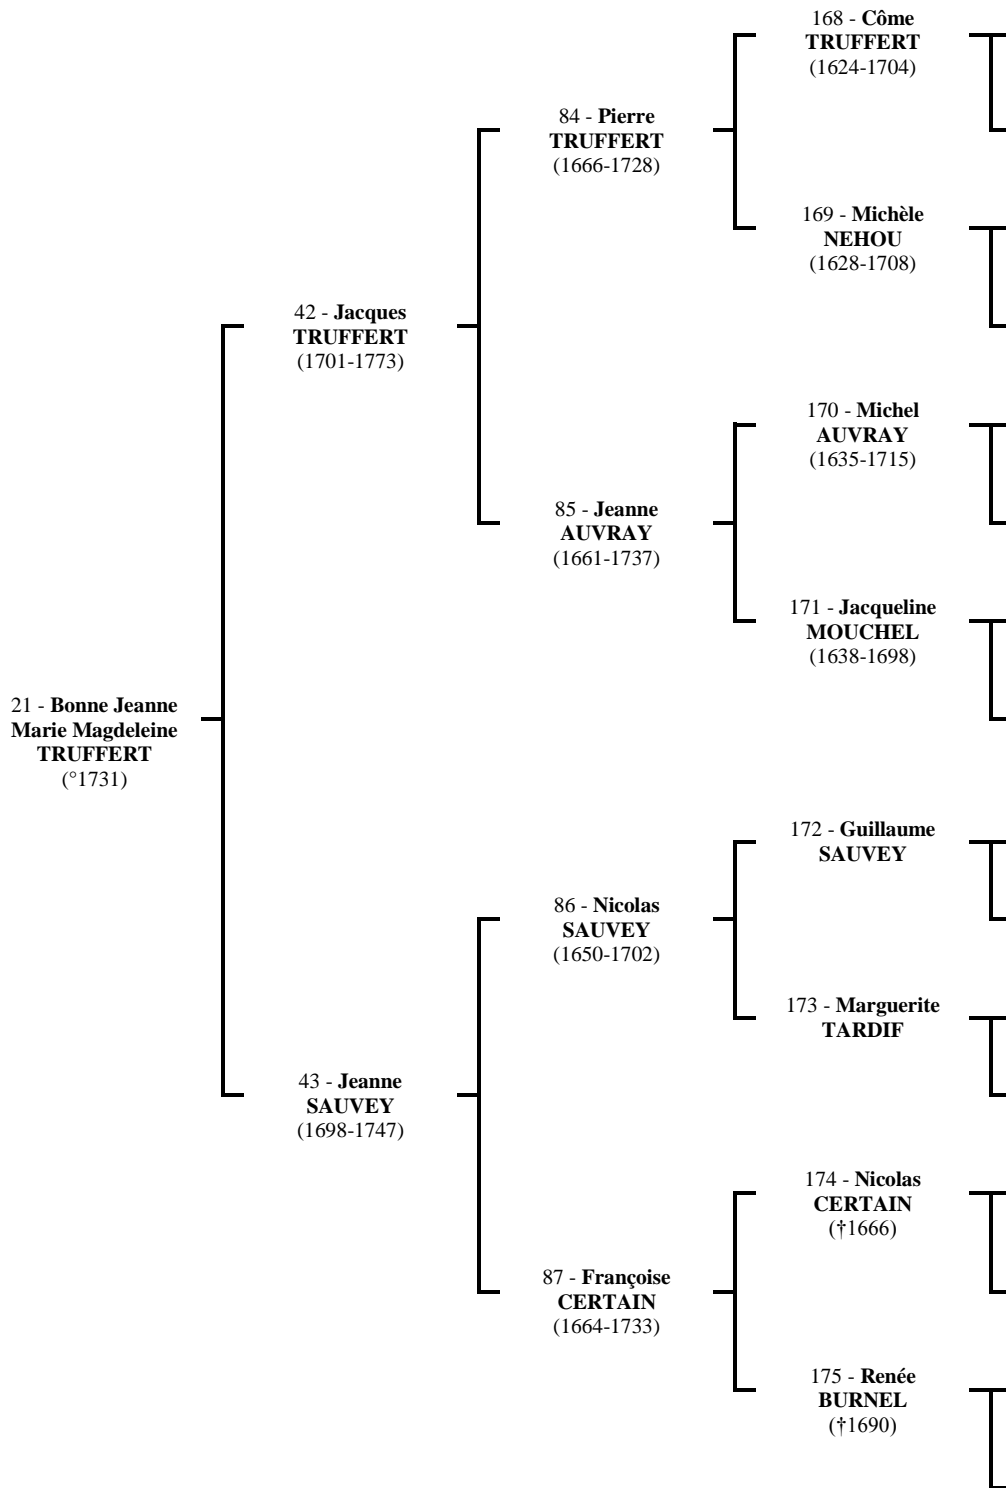 168 - Côme
TRUFFERT
(1624-1704)
84 - Pierre
TRUFFERT
(1666-1728)
169 - Michèle
NEHOU
(1628-1708)
42 - Jacques
TRUFFERT
(1701-1773)
170 - Michel
AUVRAY
(1635-1715)
85 - Jeanne
AUVRAY
(1661-1737)
171 - Jacqueline
MOUCHEL
(1638-1698)
21 - Bonne Jeanne
Marie Magdeleine
TRUFFERT
(°1731)
172 - Guillaume
SAUVEY
86 - Nicolas
SAUVEY
(1650-1702)
173 - Marguerite
TARDIF
43 - Jeanne
SAUVEY
(1698-1747)
174 - Nicolas
CERTAIN
(†1666)
87 - Françoise
CERTAIN
(1664-1733)
175 - Renée
BURNEL
(†1690)